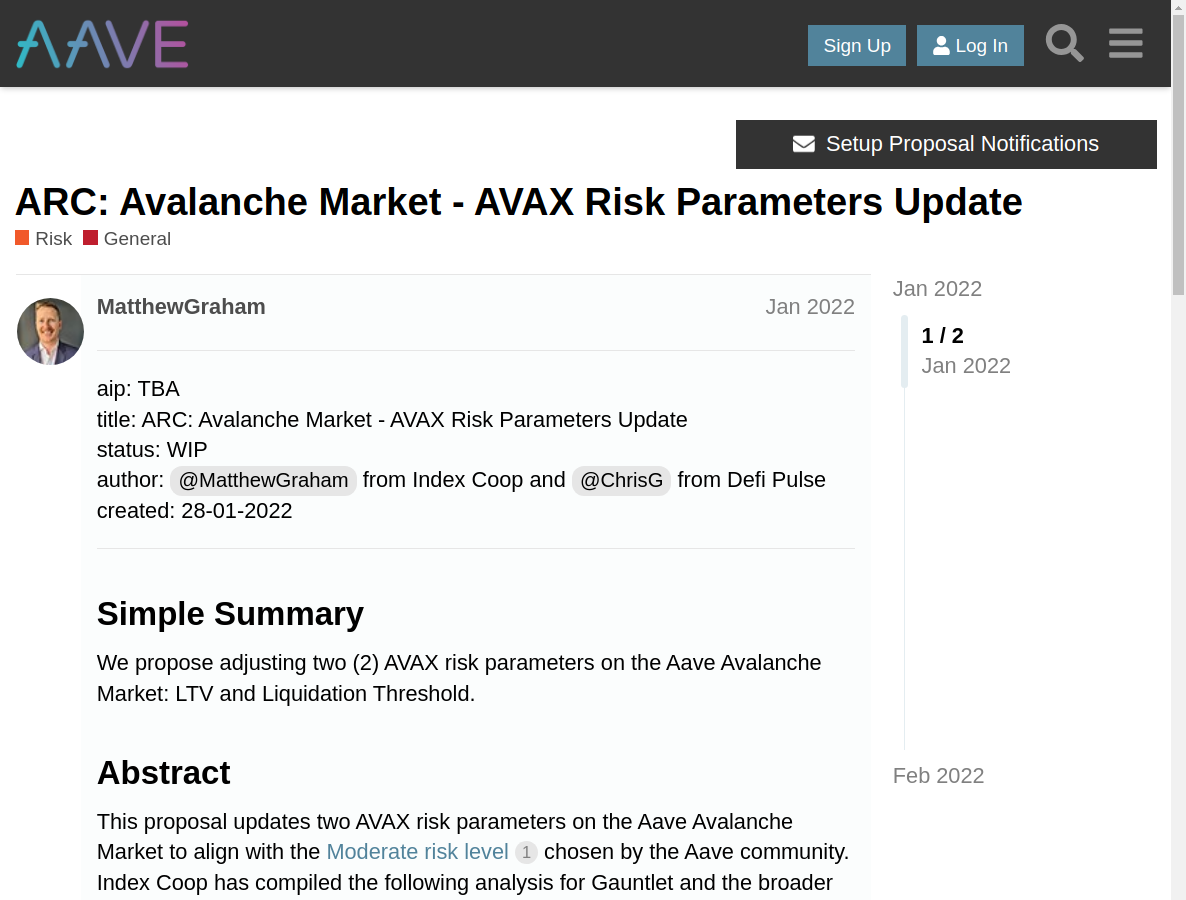 AAVE
Sign Up
Log In
Setup Proposal Notifications
ARC: Avalanche Market - AVAX Risk Parameters Update
Risk General
MatthewGraham
Jan 2022
aip: TBA
title: ARC: Avalanche Market - AVAX Risk Parameters Update
status: WIP
author: @MatthewGraham from Index Coop and @ChrisG from Defi Pulse
created: 28-01-2022
Simple Summary
We propose adjusting two (2) AVAX risk parameters on the Aave Avalanche
Market: LTV and Liquidation Threshold.
Abstract
This proposal updates two AVAX risk parameters on the Aave Avalanche
Market to align with the Moderate risk level 1 chosen by the Aave community.
Index Coop has compiled the following analysis for Gauntlet and the broader
Jan 2022
1 / 2
Jan 2022
Feb 2022